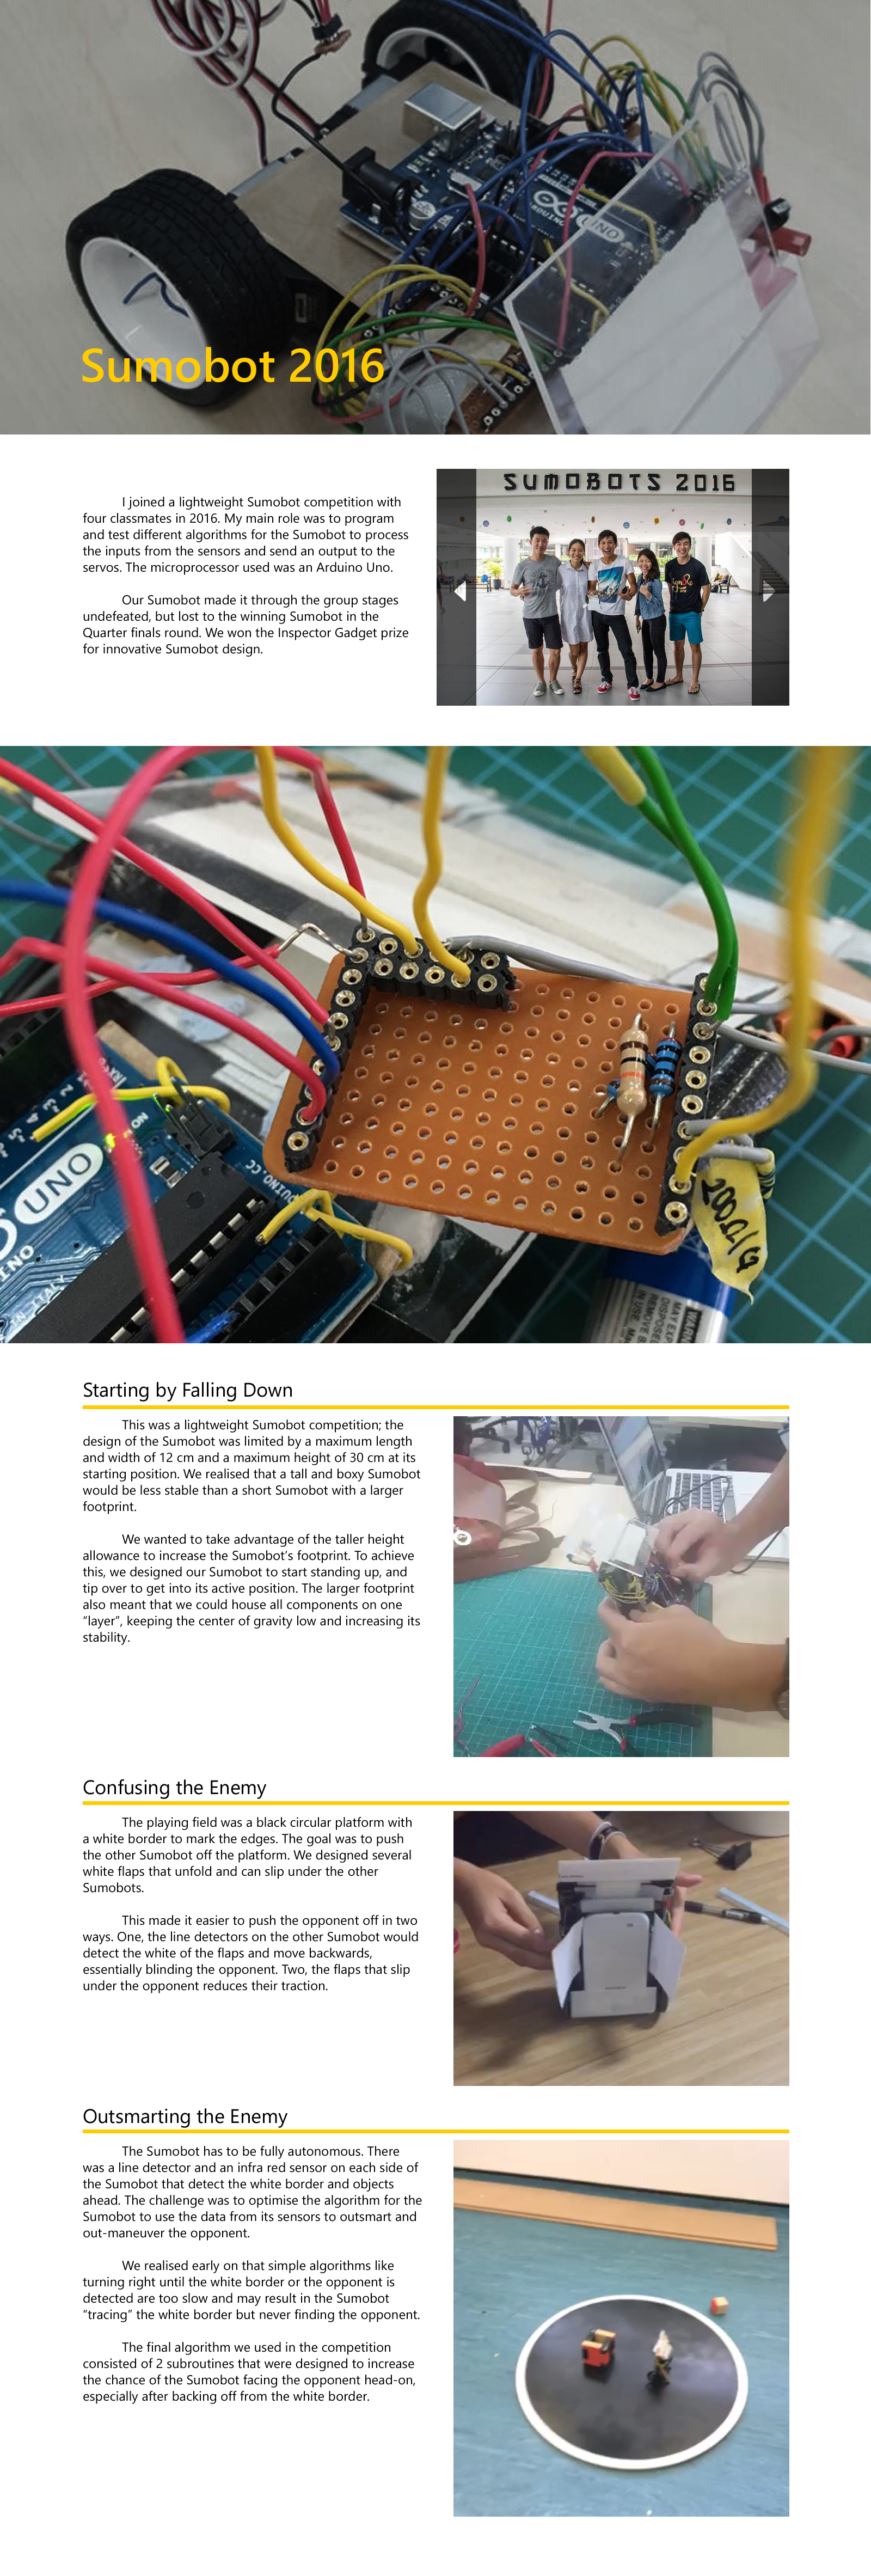 UNO
ARDUINO
Sumobot 2016
I joined a lightweight Sumobot competition with
four classmates in 2016. My main role was to program
and test different algorithms for the Sumobot to process
the inputs from the sensors and send an output to the
servos. The microprocessor used was an Arduino Uno.
Our Sumobot made it through the group stages
undefeated, but lost to the winning Sumobot in the
Quarter finals round. We won the Inspector Gadget prize
for innovative Sumobot design.
SUMOBOTS 2016
ON
UNO
200Ω/Q
WARN
MAY EXP
DISPOSE
REMOVE
IN USE.
Starting by Falling Down
This was a lightweight Sumobot competition; the
design of the Sumobot was limited by a maximum length
and width of 12 cm and a maximum height of 30 cm at its
starting position. We realised that a tall and boxy Sumobot
would be less stable than a short Sumobot with a larger
footprint.
We wanted to take advantage of the taller height
allowance to increase the Sumobot’s footprint. To achieve
this, we designed our Sumobot to start standing up, and
tip over to get into its active position. The larger footprint
also meant that we could house all components on one
“layer”, keeping the center of gravity low and increasing its
stability.
Confusing the Enemy
The playing field was a black circular platform with
a white border to mark the edges. The goal was to push
the other Sumobot off the platform. We designed several
white flaps that unfold and can slip under the other
Sumobots.
This made it easier to push the opponent off in two
ways. One, the line detectors on the other Sumobot would
detect the white of the flaps and move backwards,
essentially blinding the opponent. Two, the flaps that slip
under the opponent reduces their traction.
Outsmarting the Enemy
The Sumobot has to be fully autonomous. There
was a line detector and an infra red sensor on each side of
the Sumobot that detect the white border and objects
ahead. The challenge was to optimise the algorithm for the
Sumobot to use the data from its sensors to outsmart and
out-maneuver the opponent.
We realised early on that simple algorithms like
turning right until the white border or the opponent is
detected are too slow and may result in the Sumobot
“tracing” the white border but never finding the opponent.
The final algorithm we used in the competition
consisted of 2 subroutines that were designed to increase
the chance of the Sumobot facing the opponent head-on,
especially after backing off from the white border.